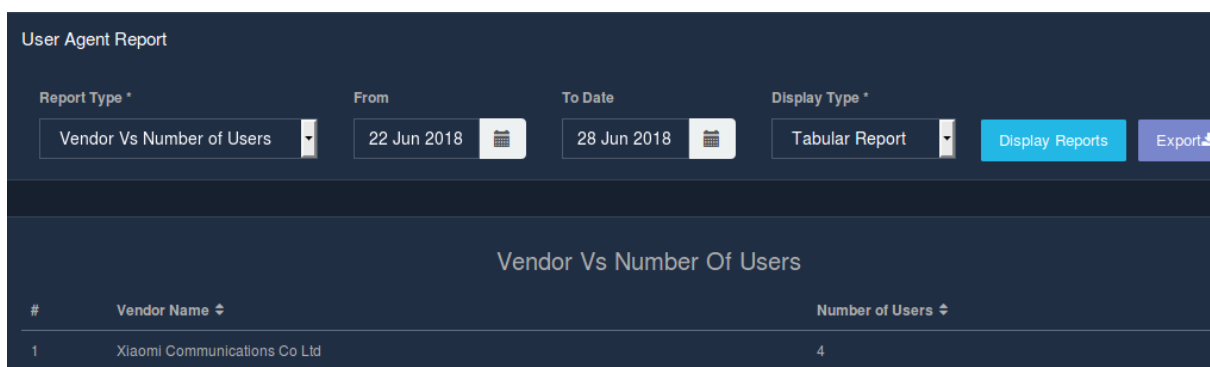 User Agent Report
Report Type * From To Date Display Type *
Vendor Vs Number of Users 22 Jun 2018 28 Jun 2018 Tabular Report Display Reports Export
Vendor Vs Number Of Users
# Vendor Name Number of Users
1 Xiaomi Communications Co Ltd 4